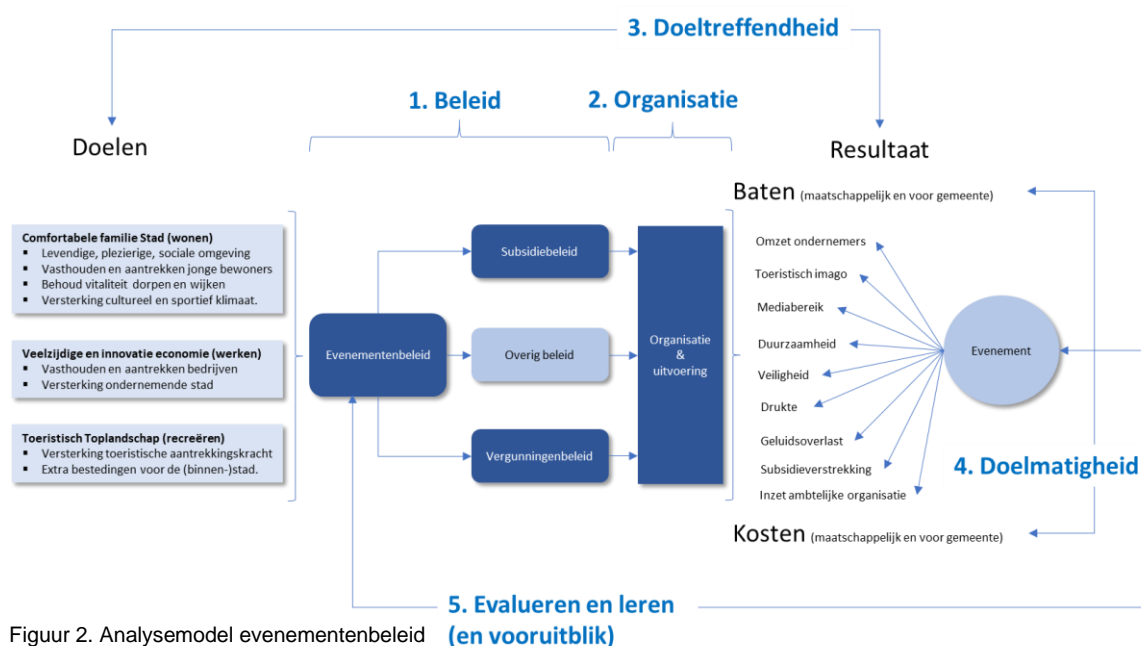 3. Doeltreffendheid
1. Beleid
2. Organisatie
Doelen
Resultaat
Baten (maatschappelijk en voor gemeente)
Comfortabele familie Stad (wonen)
▪ Levendige, plezierige, sociale omgeving
▪ Vasthouden en aantrekken jonge bewoners
▪ Behoud vitaliteit dorpen en wijken
▪ Versterking cultureel en sportief klimaat.
Veelzijdige en innovatie economie (werken)
▪ Vasthouden en aantrekken bedrijven
▪ Versterking ondernemende stad
Toeristisch Toplandschap (recreëren)
▪ Versterking toeristische aantrekkingskracht
▪ Extra bestedingen voor de (binnen-)stad.
Evenementenbeleid
Subsidiebeleid
Overig beleid
Vergunningenbeleid
Organisatie
&
uitvoering
Omzet ondernemers
Toeristisch imago
Mediabereik
Duurzaamheid
Veiligheid
Drukte
Geluidsoverlast
Subsidieverstrekking
Inzet ambtelijke organisatie
Evenement
4. Doelmatigheid
Kosten (maatschappelijk en voor gemeente)
5. Evalueren en leren
(en vooruitblik)
Figuur 2. Analysemodel evenementenbeleid